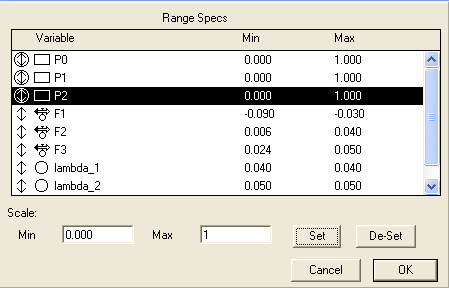 Range Specs
Variable Min Max
P0 0.000 1.000
P1 0.000 1.000
P2 0.000 1.000
F1 -0.090 -0.030
F2 0.006 0.040
F3 0.024 0.050
lambda_1 0.040 0.040
lambda_2 0.050 0.050
Scale:
Min 0.000 Max 1 Set De-Set
Cancel OK